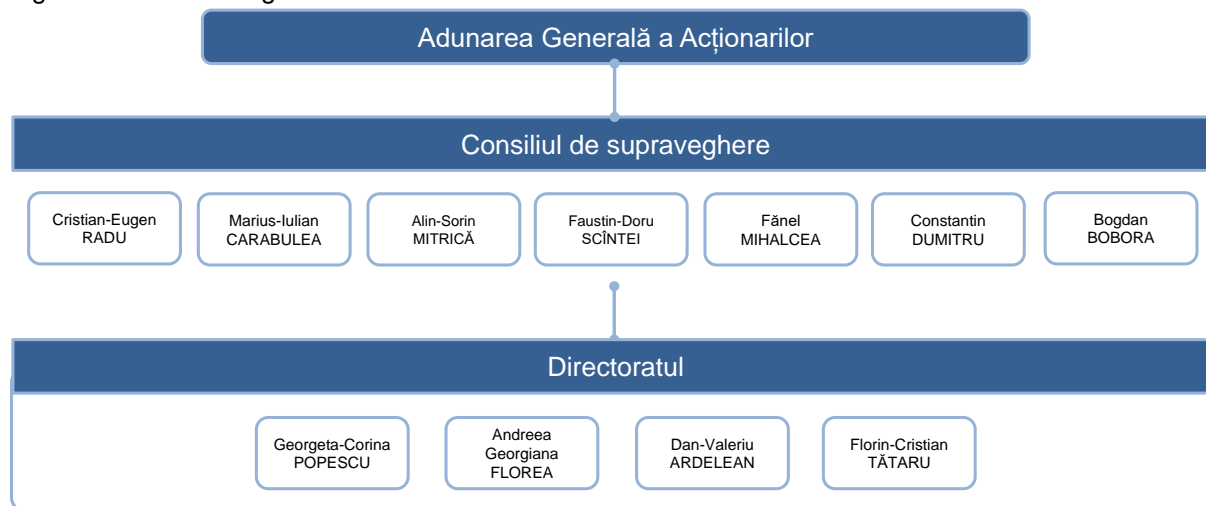 Adunarea Generală a Acționarilor
Consiliul de supraveghere
Cristian-Eugen
RADU
Marius-Iulian
CARABULEA
Alin-Sorin
MITRICĂ
Faustin-Doru
SCÎNTEI
Fănel
MIHALCEA
Constantin
DUMITRU
Bogdan
BOBORA
Directoratul
Georgeta-Corina
POPESCU
Andreea
Georgiana
FLOREA
Dan-Valeriu
ARDELEAN
Florin-Cristian
TĂTARU